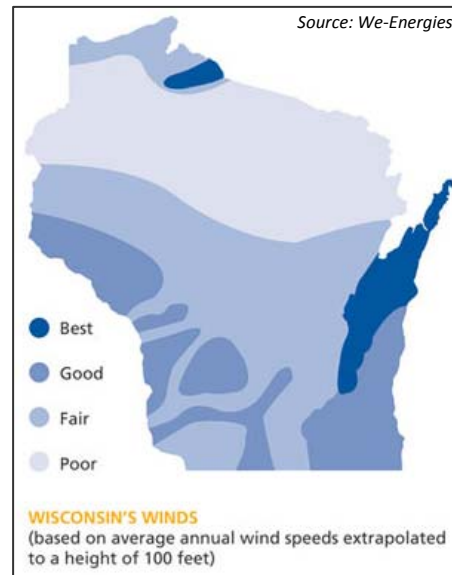 Source: We-Energies
Best
Good
Fair
Poor
WISCONSIN'S WINDS
(based on average annual wind speeds extrapolated
to a height of 100 feet)